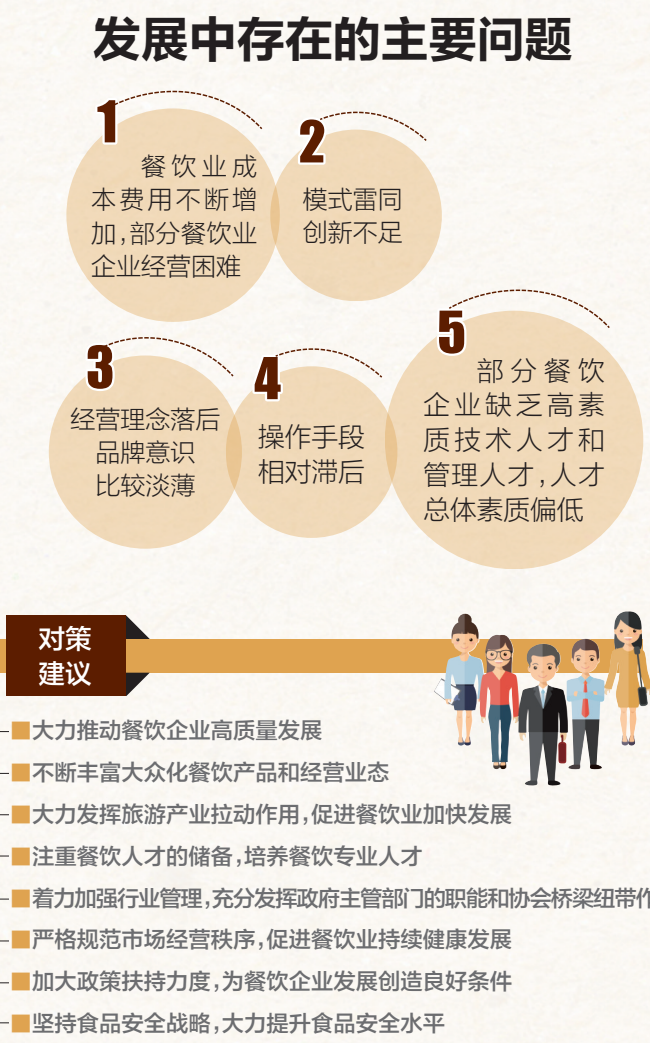 发展中存在的主要问题
1
餐饮业成
本费用不断增
加,部分餐饮业
企业经营困难
2
模式雷同
创新不足
3
经营理念落后
品牌意识
比较淡薄
4
操作手段
相对滞后
5
部分餐饮
企业缺乏高素
质技术人才和
管理人才,人才
总体素质偏低
对策
建议
大力推动餐饮企业高质量发展
不断丰富大众化餐饮产品和经营业态
大力发挥旅游产业拉动作用,促进餐饮业加快发展
注重餐饮人才的储备,培养餐饮专业人才
着力加强行业管理,充分发挥政府主管部门的职能和协会桥梁纽带作
严格规范市场经营秩序,促进餐饮业持续健康发展
加大政策扶持力度,为餐饮企业发展创造良好条件
坚持食品安全战略,大力提升食品安全水平